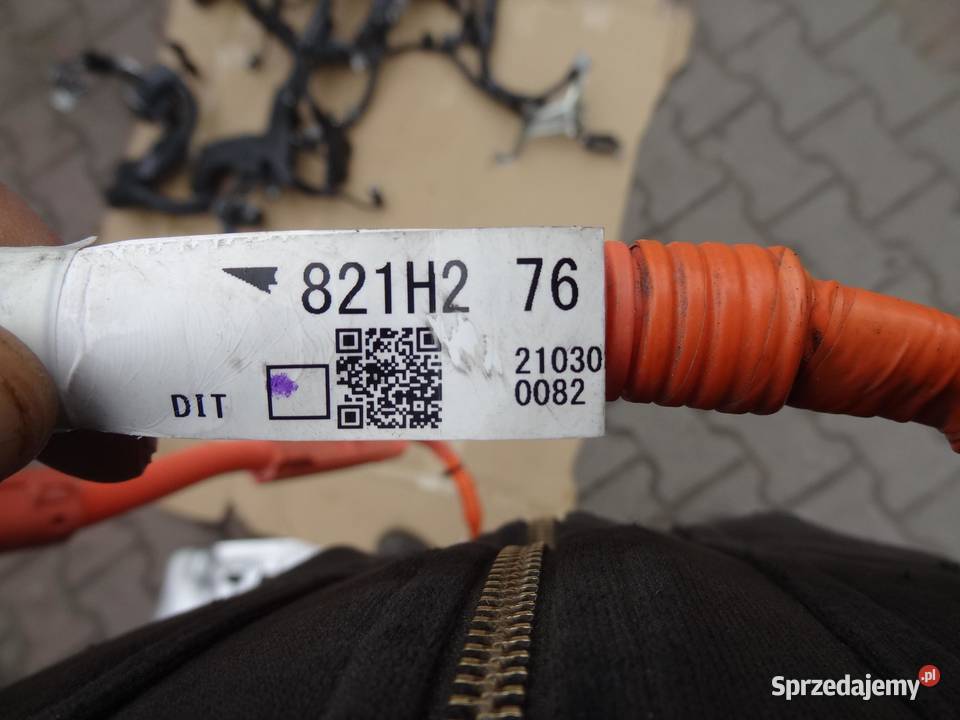 821H2 76
21030
0082
DIT
Sprzedajemy.pl